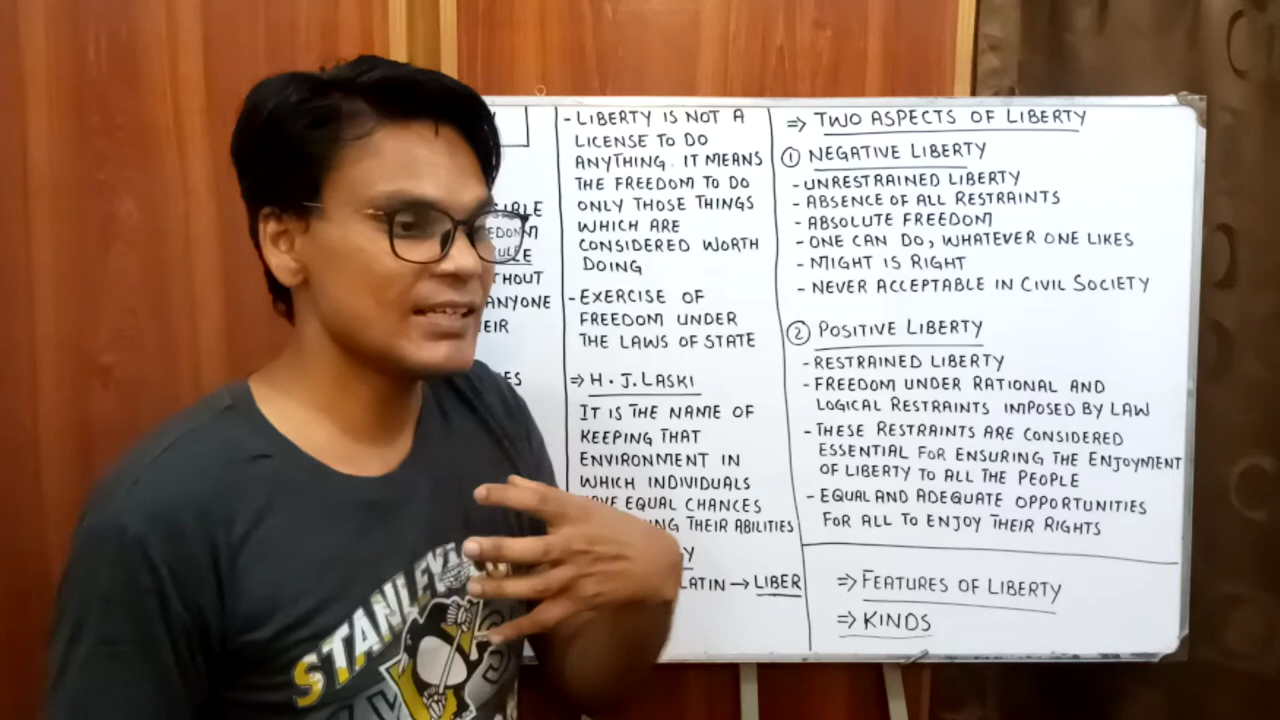 EDOM
ULE
THOUT
ANYONE
EIR
ES
- LIBERTY IS NOT A
LICENSE TO DO
ANYTHING. IT MEANS
THE FREEDOM TO DO
ONLY THOSE THINGS
WHICH ARE
CONSIDERED WORTH
DOING
- EXERCISE OF
FREEDOM UNDER
THE LAWS OF STATE
⇒ H. J. LASKI
IT IS THE NAME OF
KEEPING THAT
ENVIRONMENT IN
WHICH INDIVIDUALS
EQUAL CHANCES
THEIR ABILITIES
LATIN → LIBER
⇒ TWO ASPECTS OF LIBERTY
① NEGATIVE LIBERTY
- UNRESTRAINED LIBERTY
- ABSENCE OF ALL RESTRAINTS
- ABSOLUTE FREEDOM
- ONE CAN DO, WHATEVER ONE LIKES
- MIGHT IS RIGHT
- NEVER ACCEPTABLE IN CIVIL SOCIETY
② POSITIVE LIBERTY
- RESTRAINED LIBERTY
- FREEDOM UNDER RATIONAL AND
LOGICAL RESTRAINTS IMPOSED BY LAW
- THESE RESTRAINTS ARE CONSIDERED
ESSENTIAL FOR ENSURING THE ENJOYMENT
OF LIBERTY TO ALL THE PEOPLE
- EQUAL AND ADEQUATE OPPORTUNITIES
FOR ALL TO ENJOY THEIR RIGHTS
⇒ FEATURES OF LIBERTY
⇒ KINDS
STANLEY